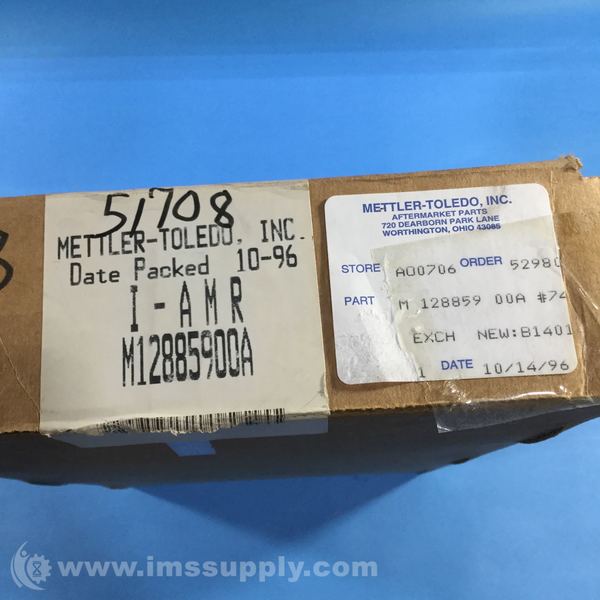 51708
METTLER-TOLEDO, INC.
Date Packed 10-96
I-AMR
M12885900A
METTLER-TOLEDO, INC.
AFTERMARKET PARTS
720 DEARBORN PARK LANE
WORTHINGTON, OHIO 43085
STORE A00706 ORDER 52980
PART M 128859 00A #74
EXCH NEW:B1401
1 DATE 10/14/96
www.imssupply.com